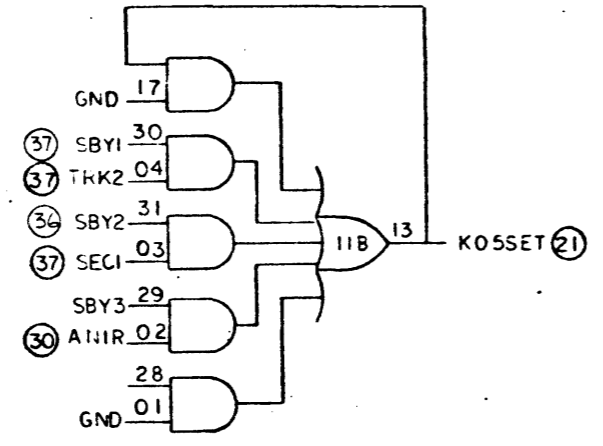 GND 17
37 SBY1 30
37 TRK2 04
36 SBY2 31
37 SEC1 03
SBY3 29
30 ANIR 02
28
GND 01
11B 13 KO5SET 21